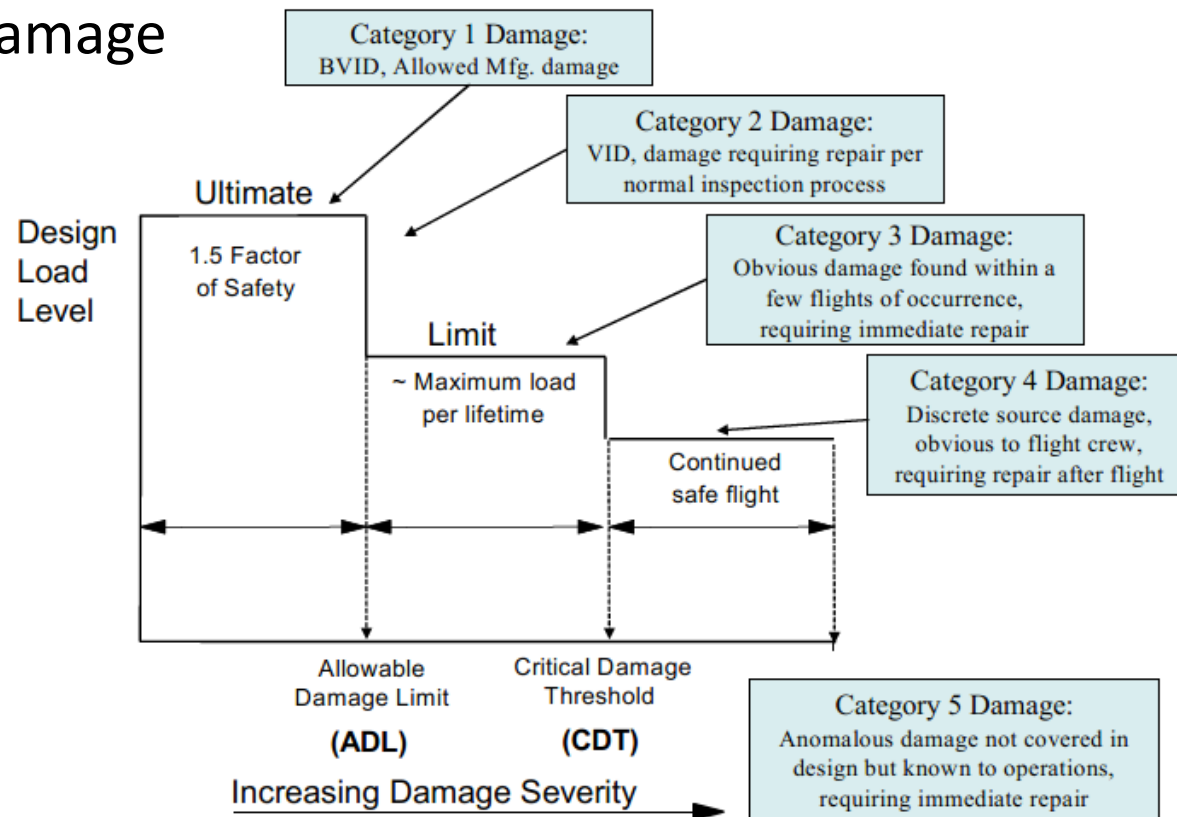 amage
Category 1 Damage:
BVID, Allowed Mfg. damage
Category 2 Damage:
VID, damage requiring repair per
normal inspection process
Ultimate
Design
Load
Level
1.5 Factor
of Safety
Category 3 Damage:
Obvious damage found within a
few flights of occurrence,
requiring immediate repair
Limit
~ Maximum load
per lifetime
Category 4 Damage:
Discrete source damage,
obvious to flight crew,
requiring repair after flight
Continued
safe flight
Allowable
Damage Limit
(ADL)
Critical Damage
Threshold
(CDT)
Increasing Damage Severity
Category 5 Damage:
Anomalous damage not covered in
design but known to operations,
requiring immediate repair